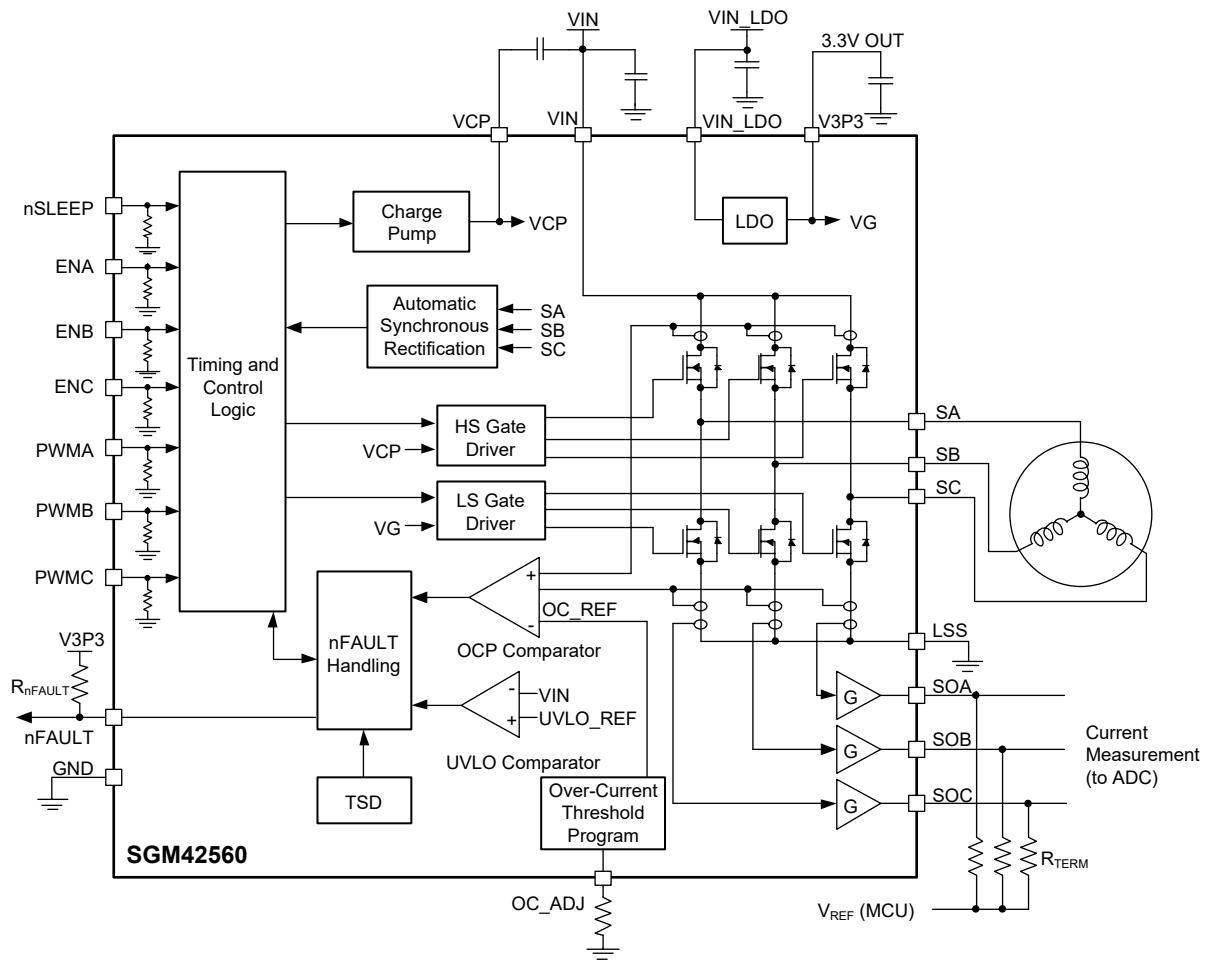 VIN
VIN_LDO
3.3V OUT
VCP
VIN
VIN_LDO
V3P3
nSLEEP
ENA
ENB
ENC
PWMA
PWMB
PWMC
V3P3
RnFAULT
nFAULT
GND
Timing and
Control
Logic
Charge
Pump
VCP
LDO
VG
Automatic
Synchronous
Rectification
SA
SB
SC
HS Gate
Driver
VCP
LS Gate
Driver
VG
nFAULT
Handling
+
OC_REF
-
OCP Comparator
-
VIN
+
UVLO_REF
UVLO Comparator
TSD
Over-Current
Threshold
Program
SGM42560
OC_ADJ
SA
SB
SC
LSS
G
SOA
G
SOB
G
SOC
Current
Measurement
(to ADC)
RTERM
VREF (MCU)